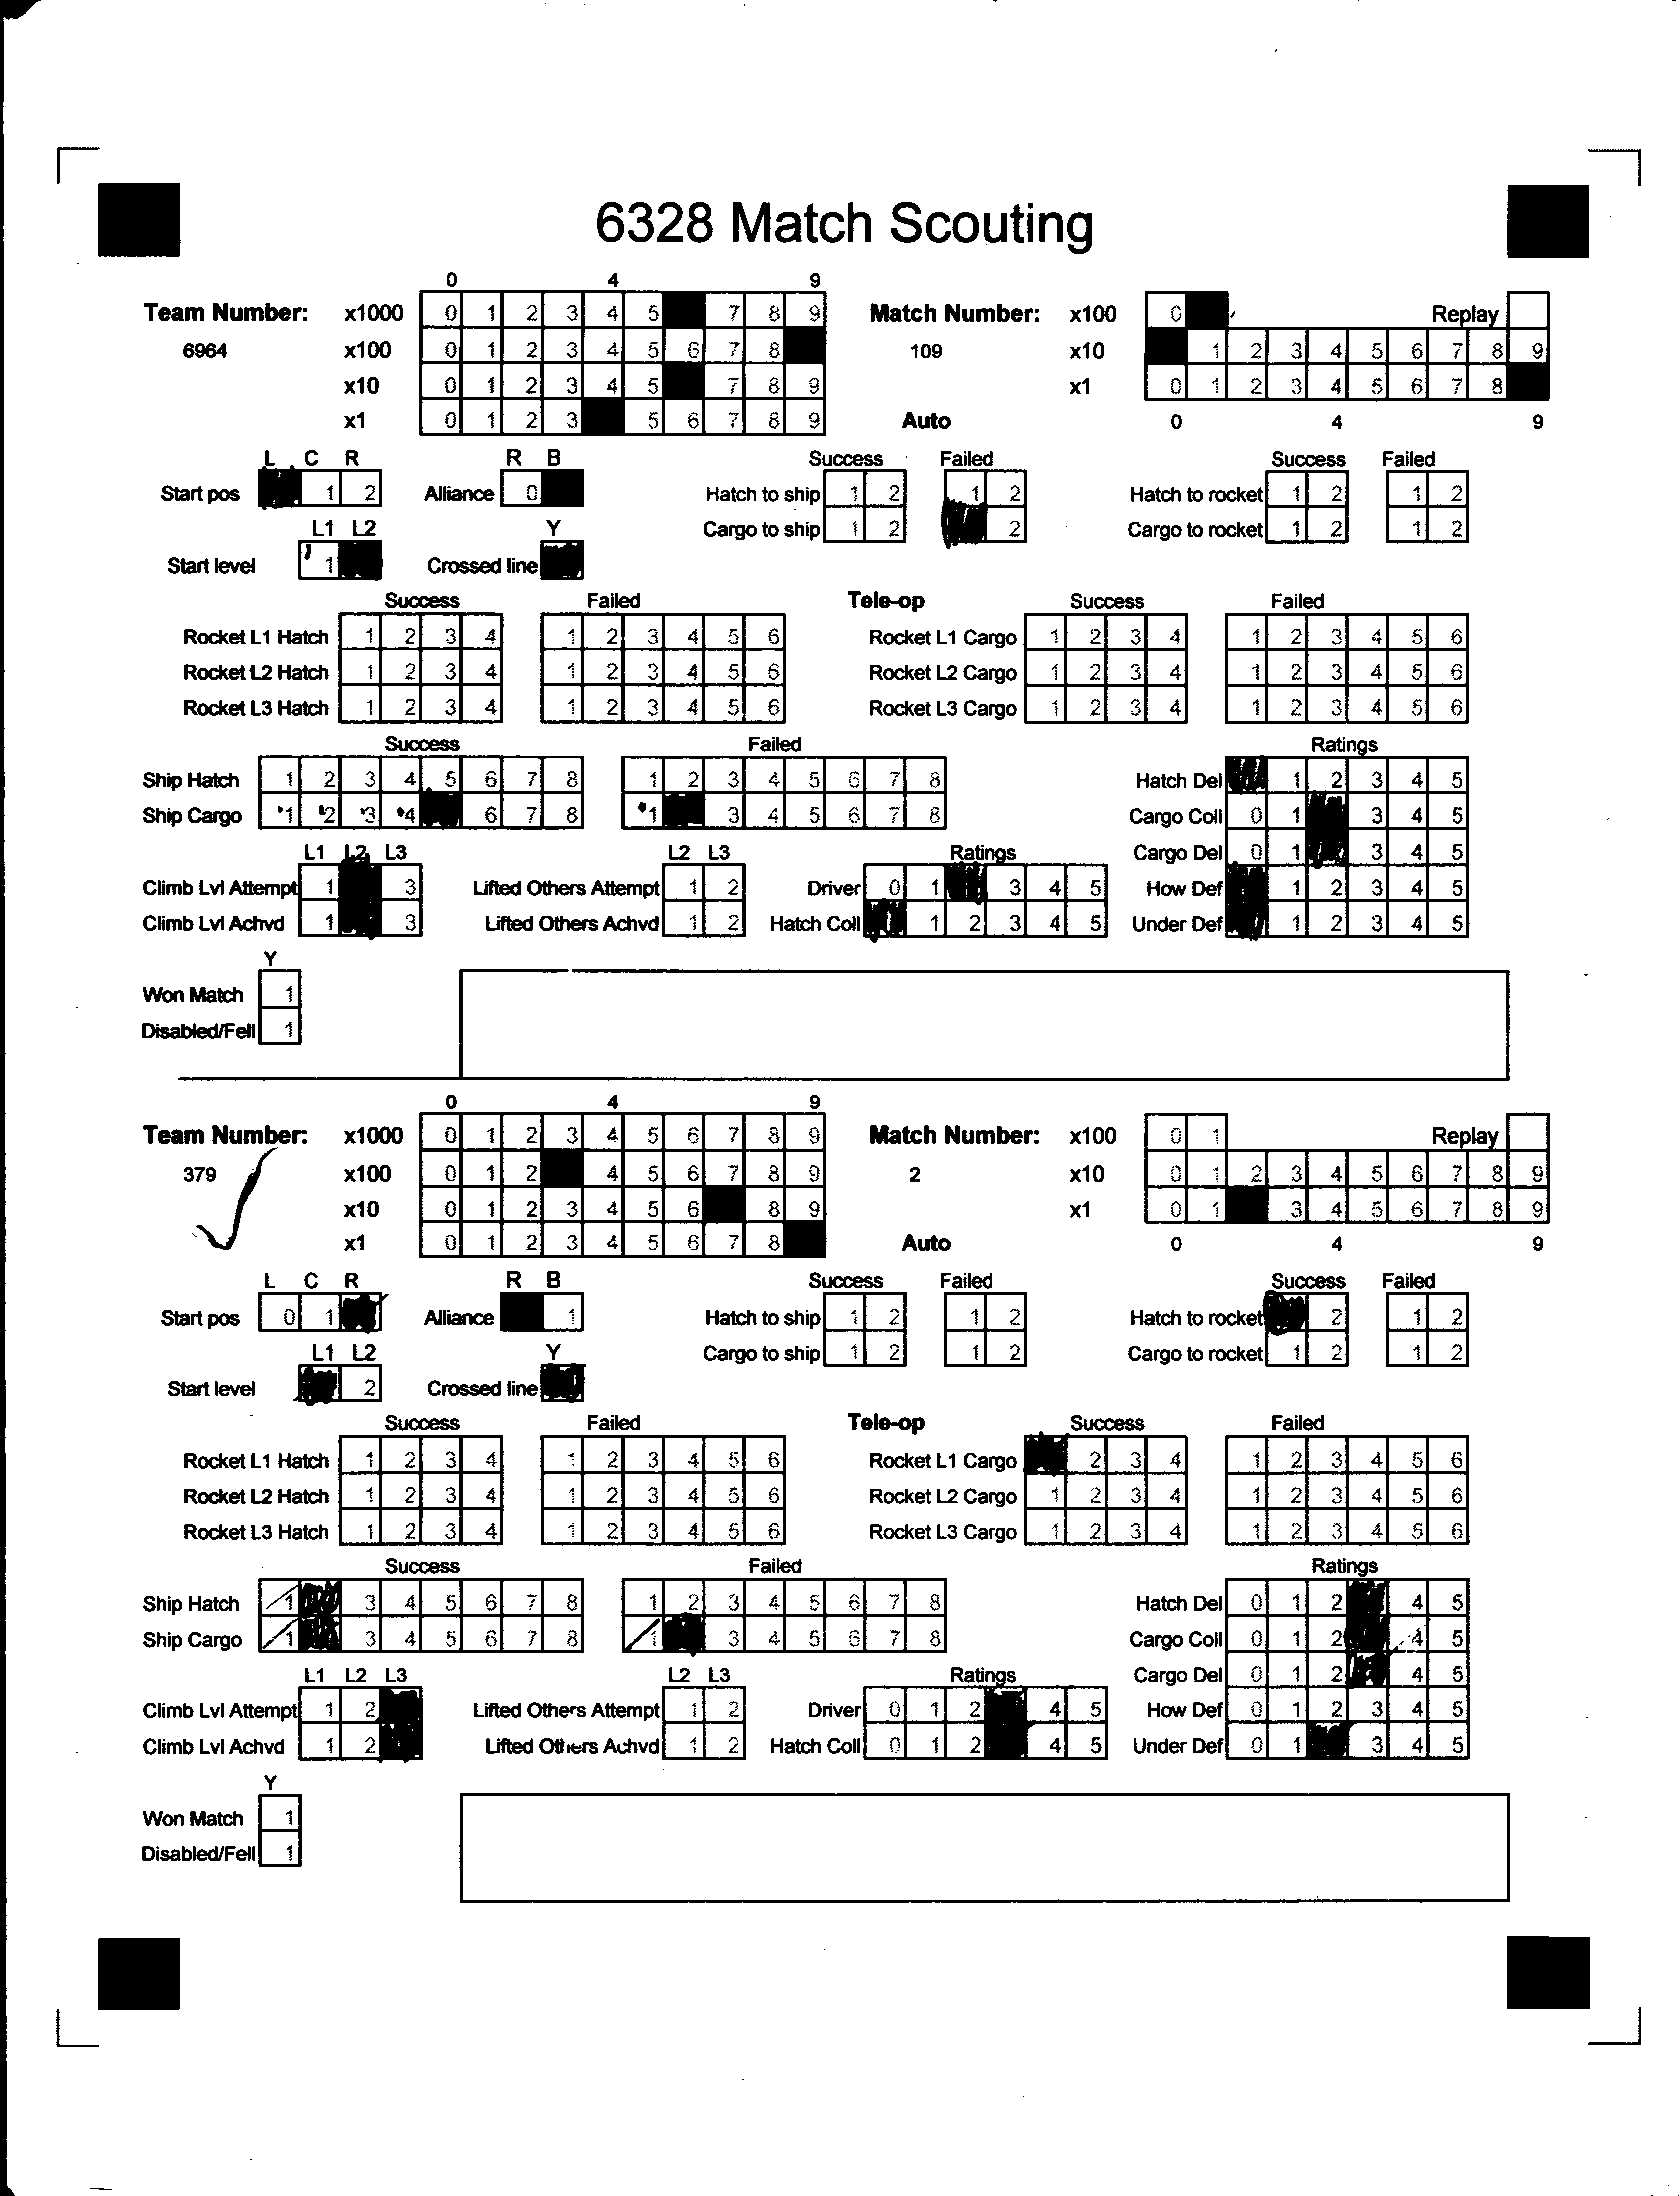 6328 Match Scouting
0 4 9
Team Number: x1000 0 1 2 3 4 5 7 8 9 Match Number: x100 0 Replay
6964 x100 0 1 2 3 4 5 6 7 8 109 x10 1 2 3 4 5 6 7 8 9
x10 0 1 2 3 4 5 7 8 9 x1 0 1 2 3 4 5 6 7 8
x1 0 1 2 3 5 6 7 8 9 Auto 0 4 9
L C R R B Success Failed Success Failed
Start pos 1 2 Alliance 0 Hatch to ship 1 2 1 2 Hatch to rocket 1 2 1 2
L1 L2 Y Cargo to ship 1 2 2 Cargo to rocket 1 2 1 2
Start level 1 Crossed line
Success Failed Tele-op Success Failed
Rocket L1 Hatch 1 2 3 4 1 2 3 4 5 6 Rocket L1 Cargo 1 2 3 4 1 2 3 4 5 6
Rocket L2 Hatch 1 2 3 4 1 2 3 4 5 6 Rocket L2 Cargo 1 2 3 4 1 2 3 4 5 6
Rocket L3 Hatch 1 2 3 4 1 2 3 4 5 6 Rocket L3 Cargo 1 2 3 4 1 2 3 4 5 6
Success Failed Ratings
Ship Hatch 1 2 3 4 5 6 7 8 1 2 3 4 5 6 7 8 Hatch Del 1 2 3 4 5
Ship Cargo 1 2 3 4 6 7 8 1 3 4 5 6 7 8 Cargo Coll 0 1 3 4 5
L1 L2 L3 L2 L3 Ratings Cargo Del 0 1 3 4 5
Climb Lvl Attempt 1 3 Lifted Others Attempt 1 2 Driver 0 1 3 4 5 How Def 1 2 3 4 5
Climb Lvl Achvd 1 3 Lifted Others Achvd 1 2 Hatch Coll 1 2 3 4 5 Under Def 1 2 3 4 5
Y
Won Match 1
Disabled/Fell 1
0 4 9
Team Number: x1000 0 1 2 3 4 5 6 7 8 9 Match Number: x100 0 1 Replay
379 x100 0 1 2 4 5 6 7 8 9 2 x10 0 1 2 3 4 5 6 7 8 9
x10 0 1 2 3 4 5 6 8 9 x1 0 1 3 4 5 6 7 8 9
x1 0 1 2 3 4 5 6 7 8 Auto 0 4 9
L C R R B Success Failed Success Failed
Start pos 0 1 Alliance 1 Hatch to ship 1 2 1 2 Hatch to rocket 2 1 2
L1 L2 Y Cargo to ship 1 2 1 2 Cargo to rocket 1 2 1 2
Start level 2 Crossed line
Success Failed Tele-op Success Failed
Rocket L1 Hatch 1 2 3 4 1 2 3 4 5 6 Rocket L1 Cargo 2 3 4 1 2 3 4 5 6
Rocket L2 Hatch 1 2 3 4 1 2 3 4 5 6 Rocket L2 Cargo 1 2 3 4 1 2 3 4 5 6
Rocket L3 Hatch 1 2 3 4 1 2 3 4 5 6 Rocket L3 Cargo 1 2 3 4 1 2 3 4 5 6
Success Failed Ratings
Ship Hatch 1 3 4 5 6 7 8 1 2 3 4 5 6 7 8 Hatch Del 0 1 2 4 5
Ship Cargo 1 3 4 5 6 7 8 1 3 4 5 6 7 8 Cargo Coll 0 1 2 4 5
L1 L2 L3 L2 L3 Ratings Cargo Del 0 1 2 4 5
Climb Lvl Attempt 1 2 Lifted Others Attempt 1 2 Driver 0 1 2 4 5 How Def 0 1 2 3 4 5
Climb Lvl Achvd 1 2 Lifted Others Achvd 1 2 Hatch Coll 0 1 2 4 5 Under Def 0 1 3 4 5
Y
Won Match 1
Disabled/Fell 1